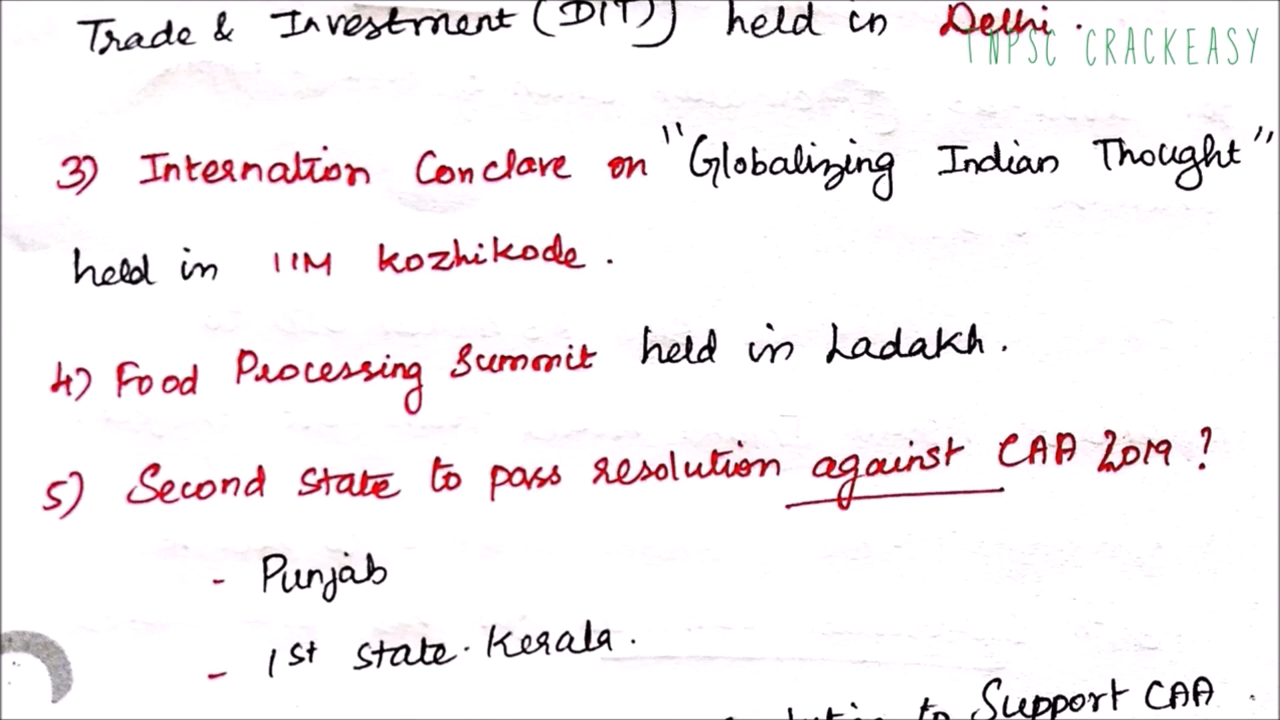 Trade & Investment (DIT) held in Delhi.
TNPSC CRACKEASY
3) Internation Conclave on "Globalizing Indian Thought"
held in IIM Kozhikode.
4) Food Processing Summit held in Ladakh.
5) Second State to pass resolution against CAA 2019?
- Punjab
- 1st state. Kerala.
to Support CAA.